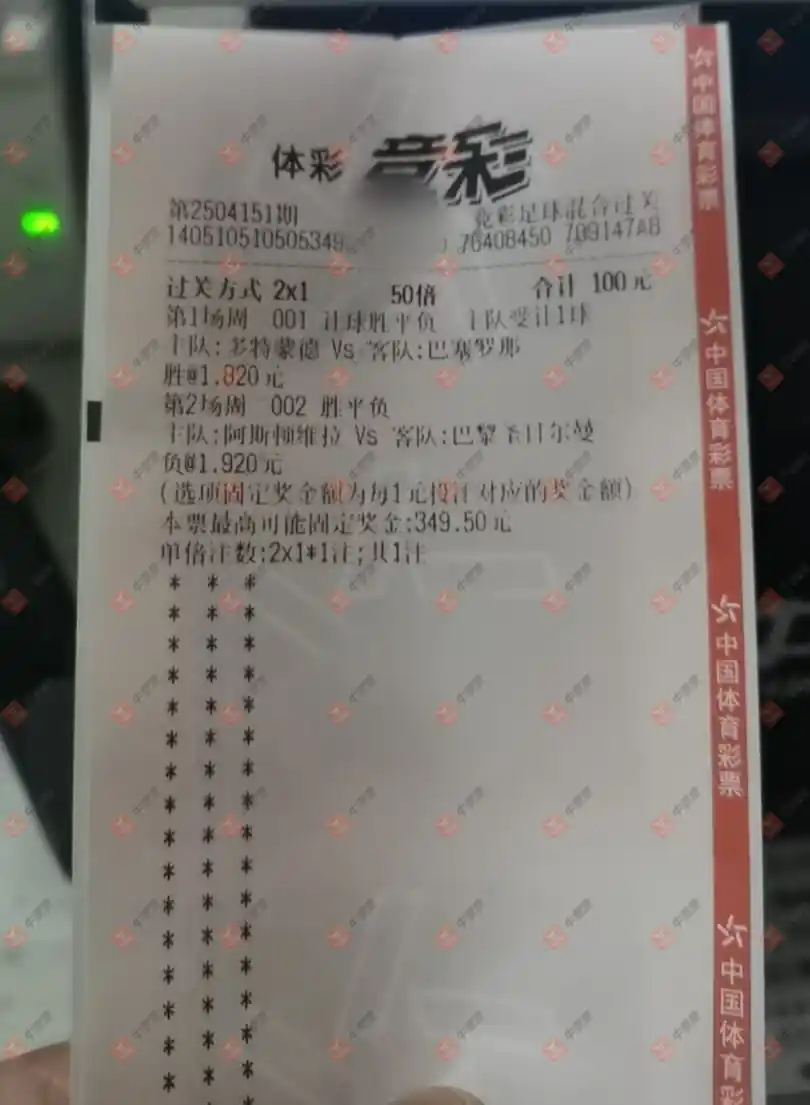 体彩 竞彩
第2504151期 竞彩足球混合过关
14051051050534 76408450 709147AB
过关方式 2x1 50倍 合计 100元
第1场周 001 让球胜平负 主队受让1球
主队:多特蒙德 Vs 客队:巴塞罗那
胜@1.820元
第2场周 002 胜平负
主队:阿斯顿维拉 Vs 客队:巴黎圣日尔曼
负@1.920元
(选项固定奖金额为每1元投注对应的奖金额)
本票最高可能固定奖金:349.50元
单倍注数:2x1*1注;共1注
中国体育彩票
中国体育彩票
中国体育彩票
中国体育彩